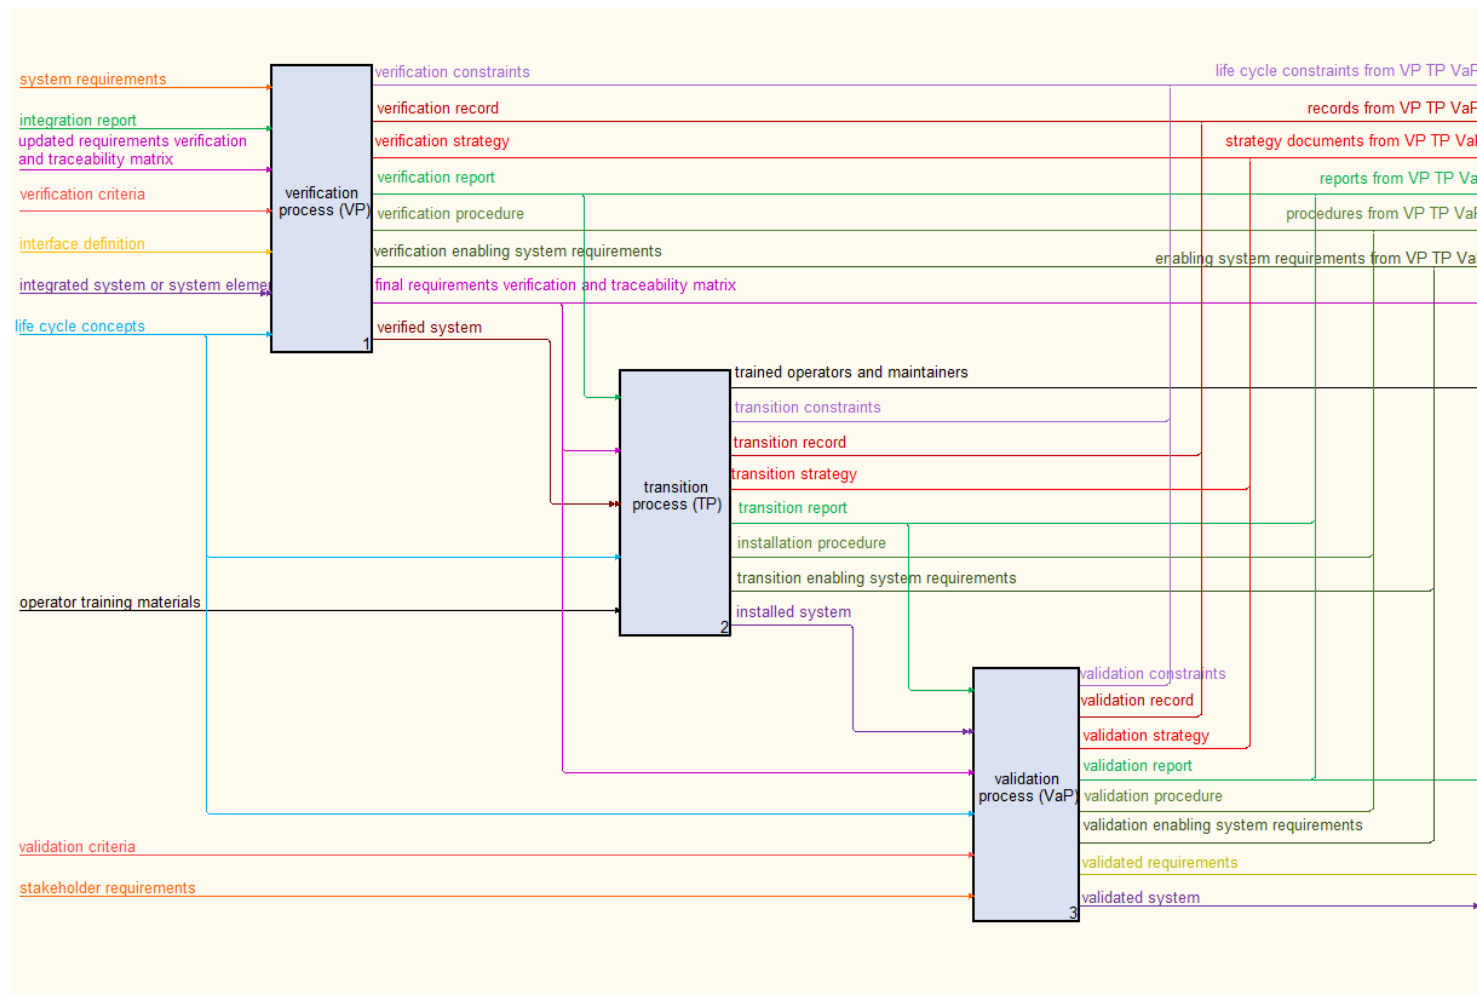 system requirements
integration report
updated requirements verification
and traceability matrix
verification criteria
interface definition
integrated system or system eleme
life cycle concepts
verification
process (VP)
1
verification constraints
verification record
verification strategy
verification report
verification procedure
verification enabling system requirements
final requirements verification and traceability matrix
verified system
life cycle constraints from VP TP VaP
records from VP TP VaP
strategy documents from VP TP VaP
reports from VP TP Va
procedures from VP TP VaP
enabling system requirements from VP TP VaP
operator training materials
transition
process (TP)
2
trained operators and maintainers
transition constraints
transition record
transition strategy
transition report
installation procedure
transition enabling system requirements
installed system
validation criteria
stakeholder requirements
validation
process (VaP)
3
validation constraints
validation record
validation strategy
validation report
validation procedure
validation enabling system requirements
validated requirements
validated system